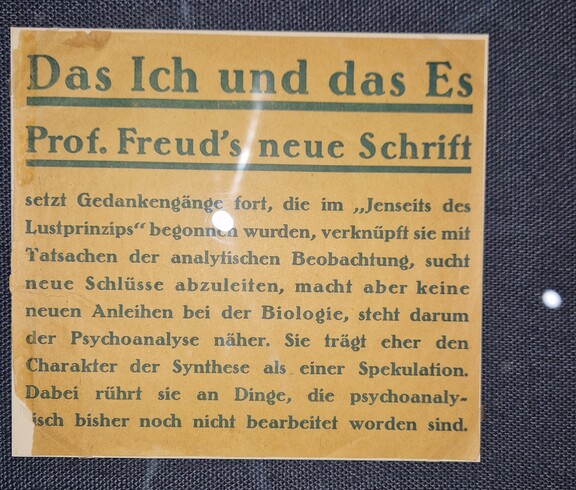 Das Ich und das Es
Prof. Freud's neue Schrift
setzt Gedankengänge fort, die im „Jenseits des
Lustprinzips“ begonnen wurden, verknüpft sie mit
Tatsachen der analytischen Beobachtung, sucht
neue Schlüsse abzuleiten, macht aber keine
neuen Anleihen bei der Biologie, steht darum
der Psychoanalyse näher. Sie trägt eher den
Charakter der Synthese als einer Spekulation.
Dabei rührt sie an Dinge, die psychoanaly-
tisch bisher noch nicht bearbeitet worden sind.